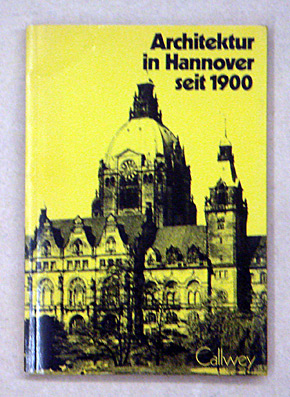 Architektur
in Hannover
seit 1900
Callwey